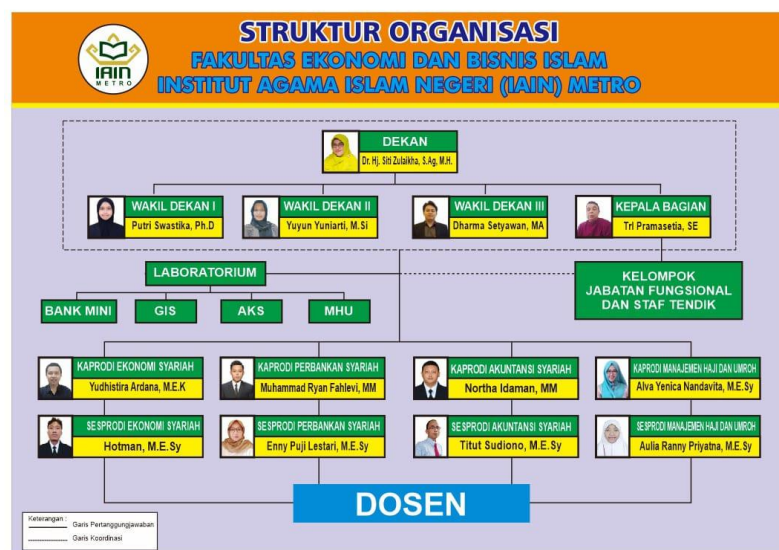 STRUKTUR ORGANISASI
FAKULTAS EKONOMI DAN BISNIS ISLAM
INSTITUT AGAMA ISLAM NEGERI (IAIN) METRO
IAIN
METRO
DEKAN
Dr. Hj. Siti Zulaikha, S.Ag, M.H.
WAKIL DEKAN I
Putri Swastika, Ph.D
WAKIL DEKAN II
Yuyun Yuniarti, M.Si
WAKIL DEKAN III
Dharma Setyawan, MA
KEPALA BAGIAN
Tri Pramasetia, SE
LABORATORIUM
BANK MINI
GIS
AKS
MHU
KELOMPOK
JABATAN FUNGSIONAL
DAN STAF TENDIK
KAPRODI EKONOMI SYARIAH
Yudhistira Ardana, M.E.K
KAPRODI PERBANKAN SYARIAH
Muhammad Ryan Fahlevi, MM
KAPRODI AKUNTANSI SYARIAH
Northa Idaman, MM
KAPRODI MANAJEMEN HAJI DAN UMROH
Alva Yenica Nandavita, M.E.Sy
SESPRODI EKONOMI SYARIAH
Hotman, M.E.Sy
SESPRODI PERBANKAN SYARIAH
Enny Puji Lestari, M.E.Sy
SESPRODI AKUNTANSI SYARIAH
Titut Sudiono, M.E.Sy
SESPRODI MANAJEMEN HAJI DAN UMROH
Aulia Ranny Priyatna, M.E.Sy
DOSEN
Keterangan :
Garis Pertanggungjawaban
Garis Koordinasi